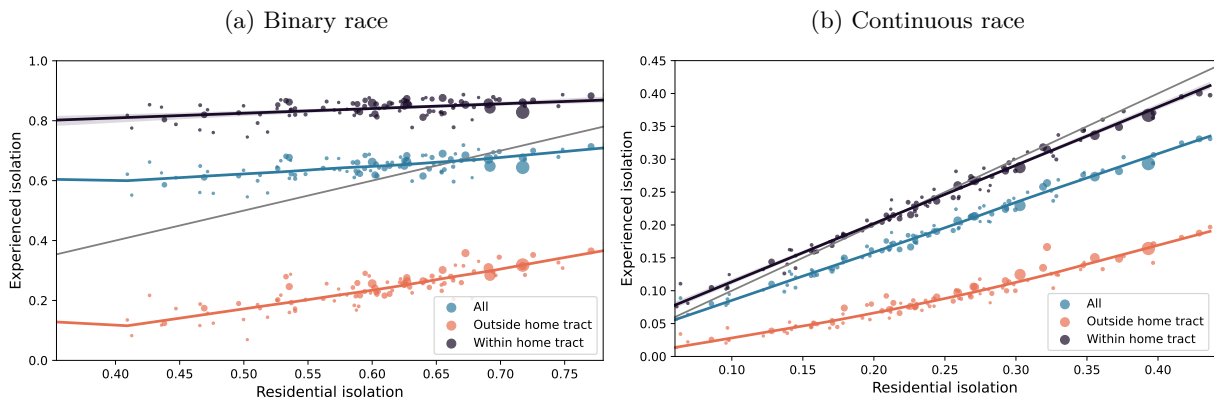 (a) Binary race
Experienced isolation
1.0
0.8
0.6
0.4
0.2
0.0
0.40 0.45 0.50 0.55 0.60 0.65 0.70 0.75
Residential isolation
All
Outside home tract
Within home tract
(b) Continuous race
Experienced isolation
0.45
0.40
0.35
0.30
0.25
0.20
0.15
0.10
0.05
0.00
0.10 0.15 0.20 0.25 0.30 0.35 0.40
Residential isolation
All
Outside home tract
Within home tract